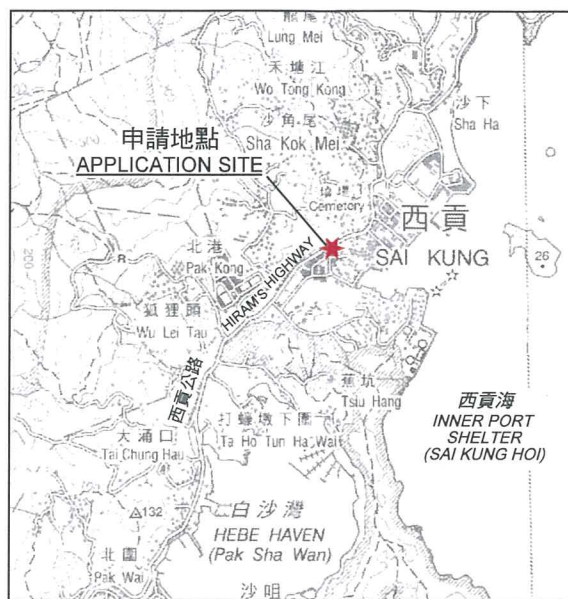 龍尾
Lung Mei
禾塘江
Wo Tong Kong
沙下
Sha Ha
沙角尾
Sha Kok Mei
申請地點
APPLICATION SITE
墳場
Cemetery
西貢
SAI KUNG
北港
Pak Kong
HIRAM'S HIGHWAY
狐狸頭
Wu Lei Tau
西貢公路
蕉坑
Tsiu Hang
西貢海
INNER PORT
SHELTER
(SAI KUNG HOI)
打蠔墩下圍
Ta Ho Tun Ha Wai
大涌口
Tai Chung Hau
白沙灣
HEBE HAVEN
(Pak Sha Wan)
132
北圍
Pak Wai
沙咀
26
200
R